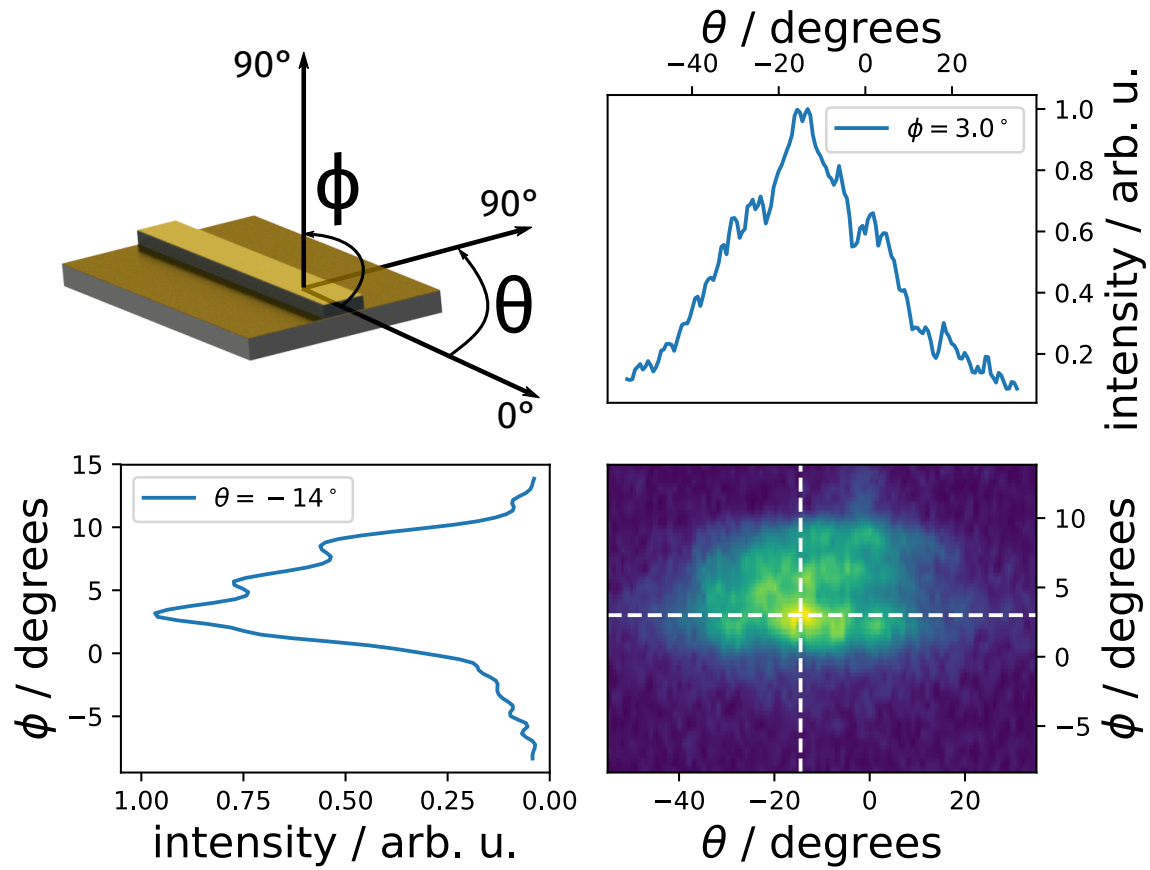 90°
ϕ
90°
θ
0°
θ / degrees
−40 −20 0 20
ϕ = 3.0°
1.0
0.8
0.6
0.4
0.2
intensity / arb. u.
θ = − 14°
15
10
5
0
−5
ϕ / degrees
1.00 0.75 0.50 0.25 0.00
intensity / arb. u.
10
5
0
−5
ϕ / degrees
−40 −20 0 20
θ / degrees